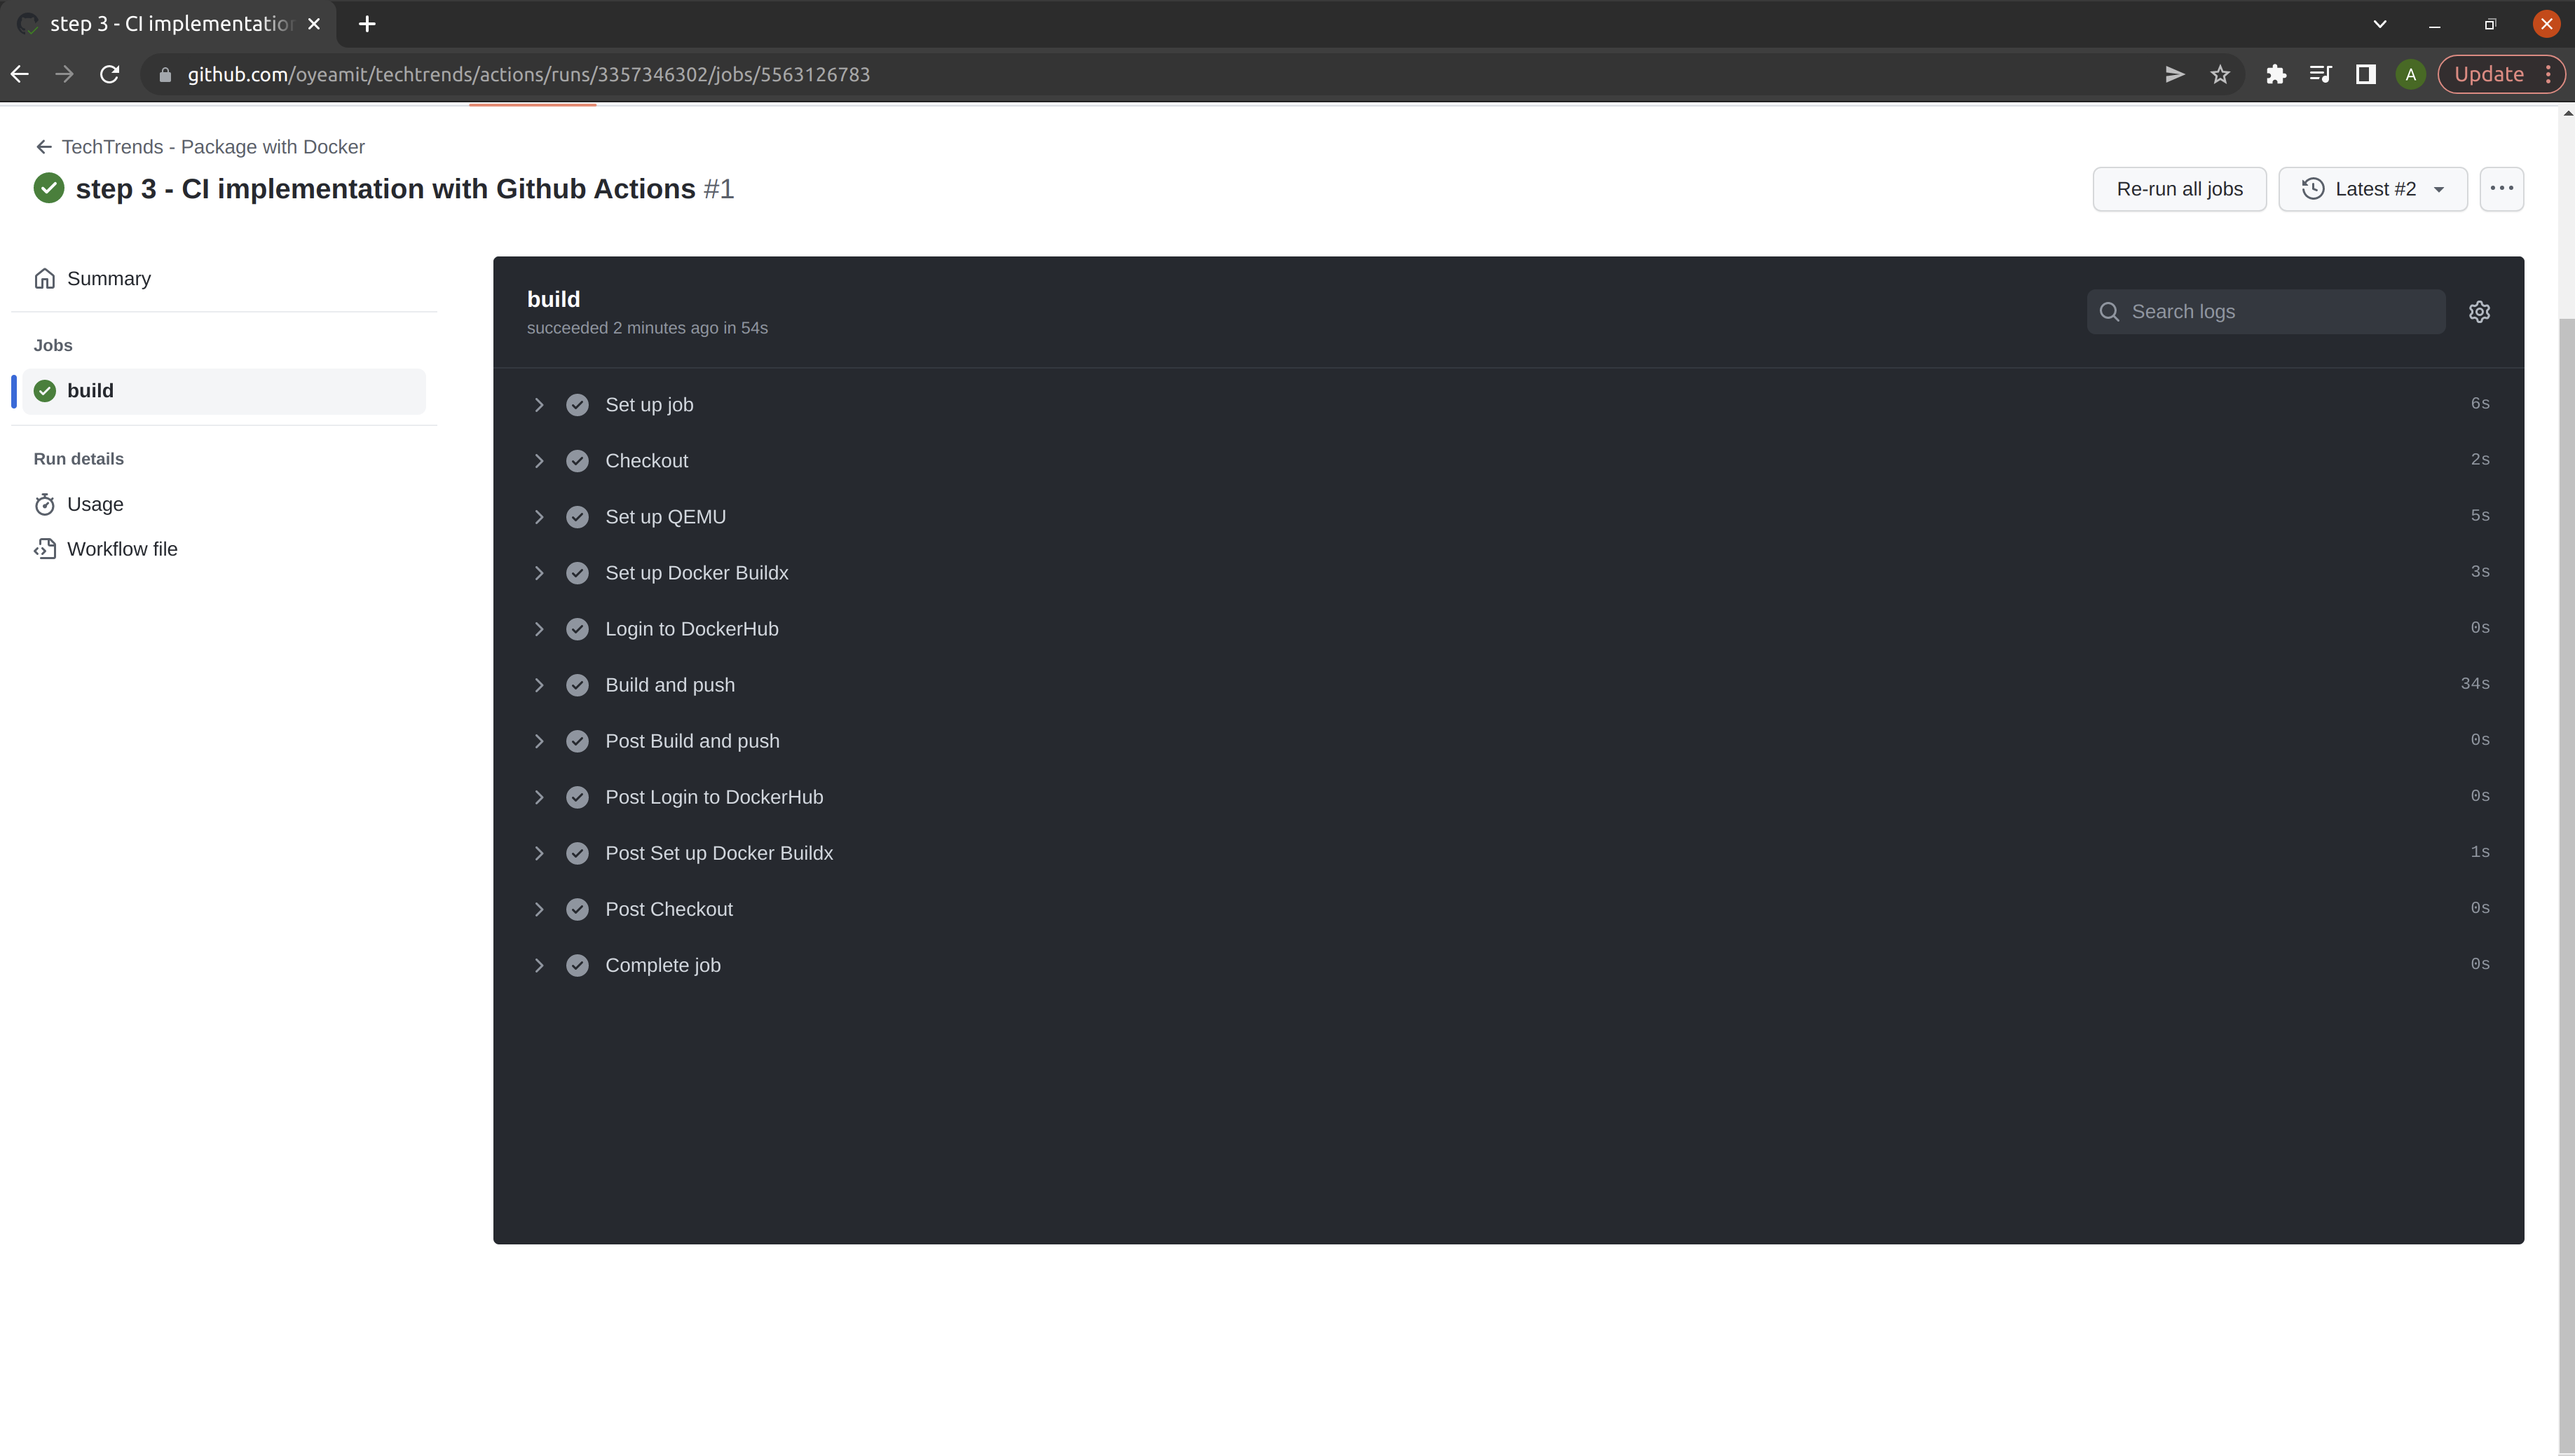 step 3 - CI implementation
github.com/oyeamit/techtrends/actions/runs/3357346302/jobs/5563126783
A
Update
TechTrends - Package with Docker
step 3 - CI implementation with Github Actions #1
Re-run all jobs
Latest #2
Summary
Jobs
build
Run details
Usage
Workflow file
build
succeeded 2 minutes ago in 54s
Search logs
Set up job 6s
Checkout 2s
Set up QEMU 5s
Set up Docker Buildx 3s
Login to DockerHub 0s
Build and push 34s
Post Build and push 0s
Post Login to DockerHub 0s
Post Set up Docker Buildx 1s
Post Checkout 0s
Complete job 0s